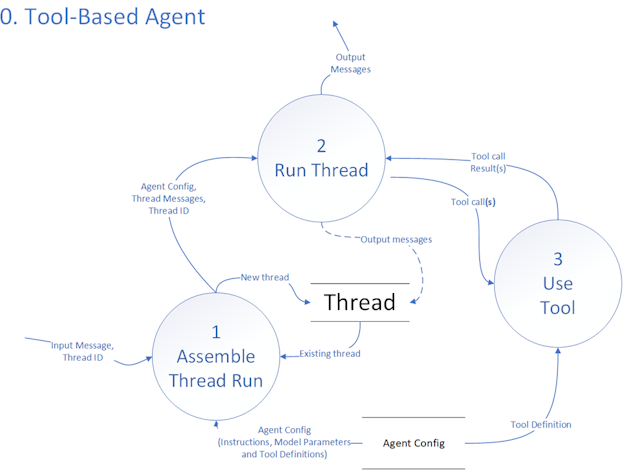 0. Tool-Based Agent
Output
Messages
2
Run Thread
Tool call
Result(s)
Agent Config,
Thread Messages,
Thread ID
Tool call(s)
Output messages
3
Use
Tool
New thread
Thread
1
Assemble
Thread Run
Input Message,
Thread ID
Existing thread
Agent Config
(Instructions, Model Parameters
and Tool Definitions)
Agent Config
Tool Definition